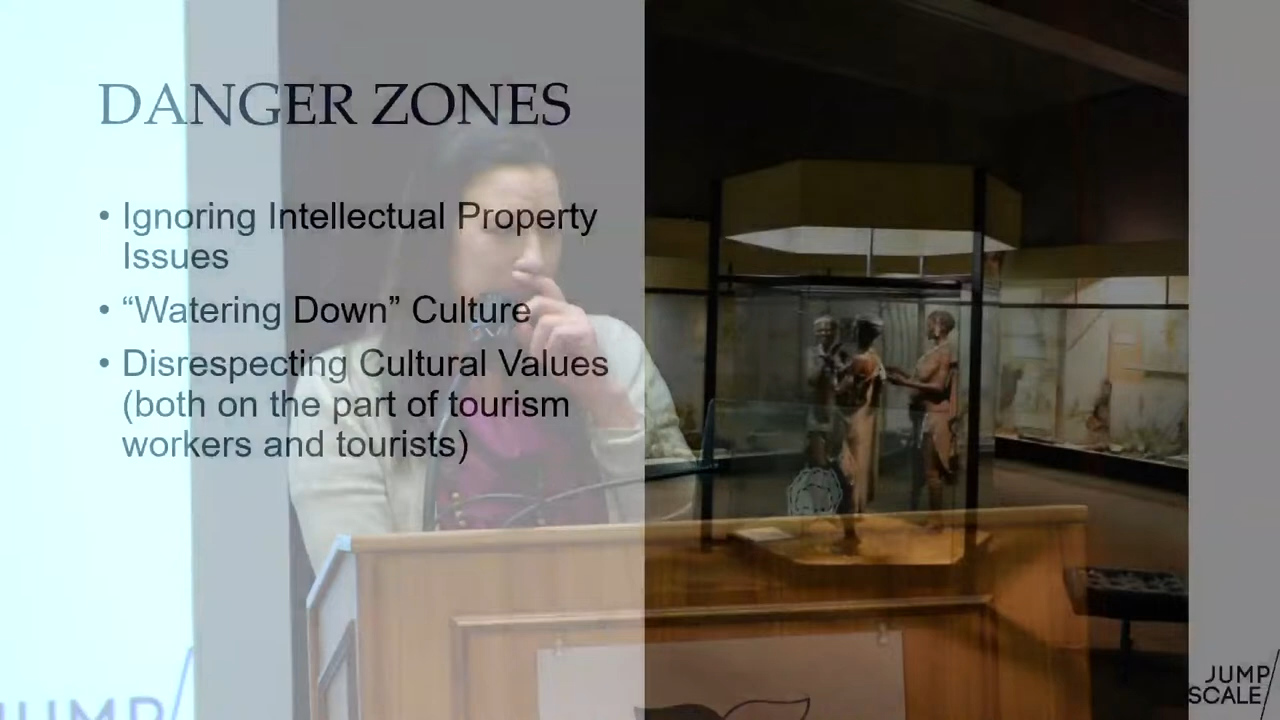 DANGER ZONES
• Ignoring Intellectual Property
Issues
• “Watering Down” Culture
• Disrespecting Cultural Values
(both on the part of tourism
workers and tourists)
JUMP
SCALE
JUMP